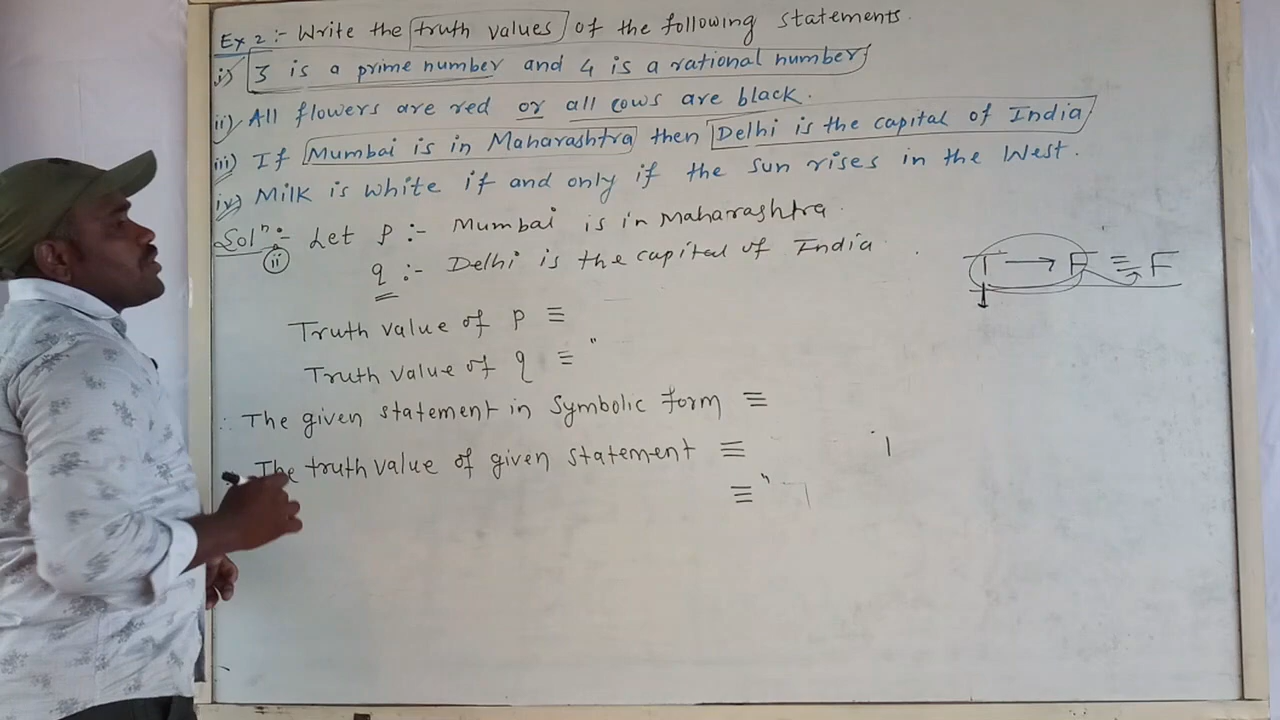 Ex 2 :- Write the truth values of the following statements.
i) 3 is a prime number and 4 is a rational number
ii) All flowers are red or all cows are black.
iii) If Mumbai is in Maharashtra then Delhi is the capital of India
iv) Milk is white if and only if the sun rises in the West.
Solⁿ :- Let p :- Mumbai is in Maharashtra.
ii
q :- Delhi is the capital of India
T → F ≡ F
Truth value of p ≡
Truth value of q ≡ "
∴ The given statement in Symbolic form ≡
The truth value of given statement ≡
≡ "